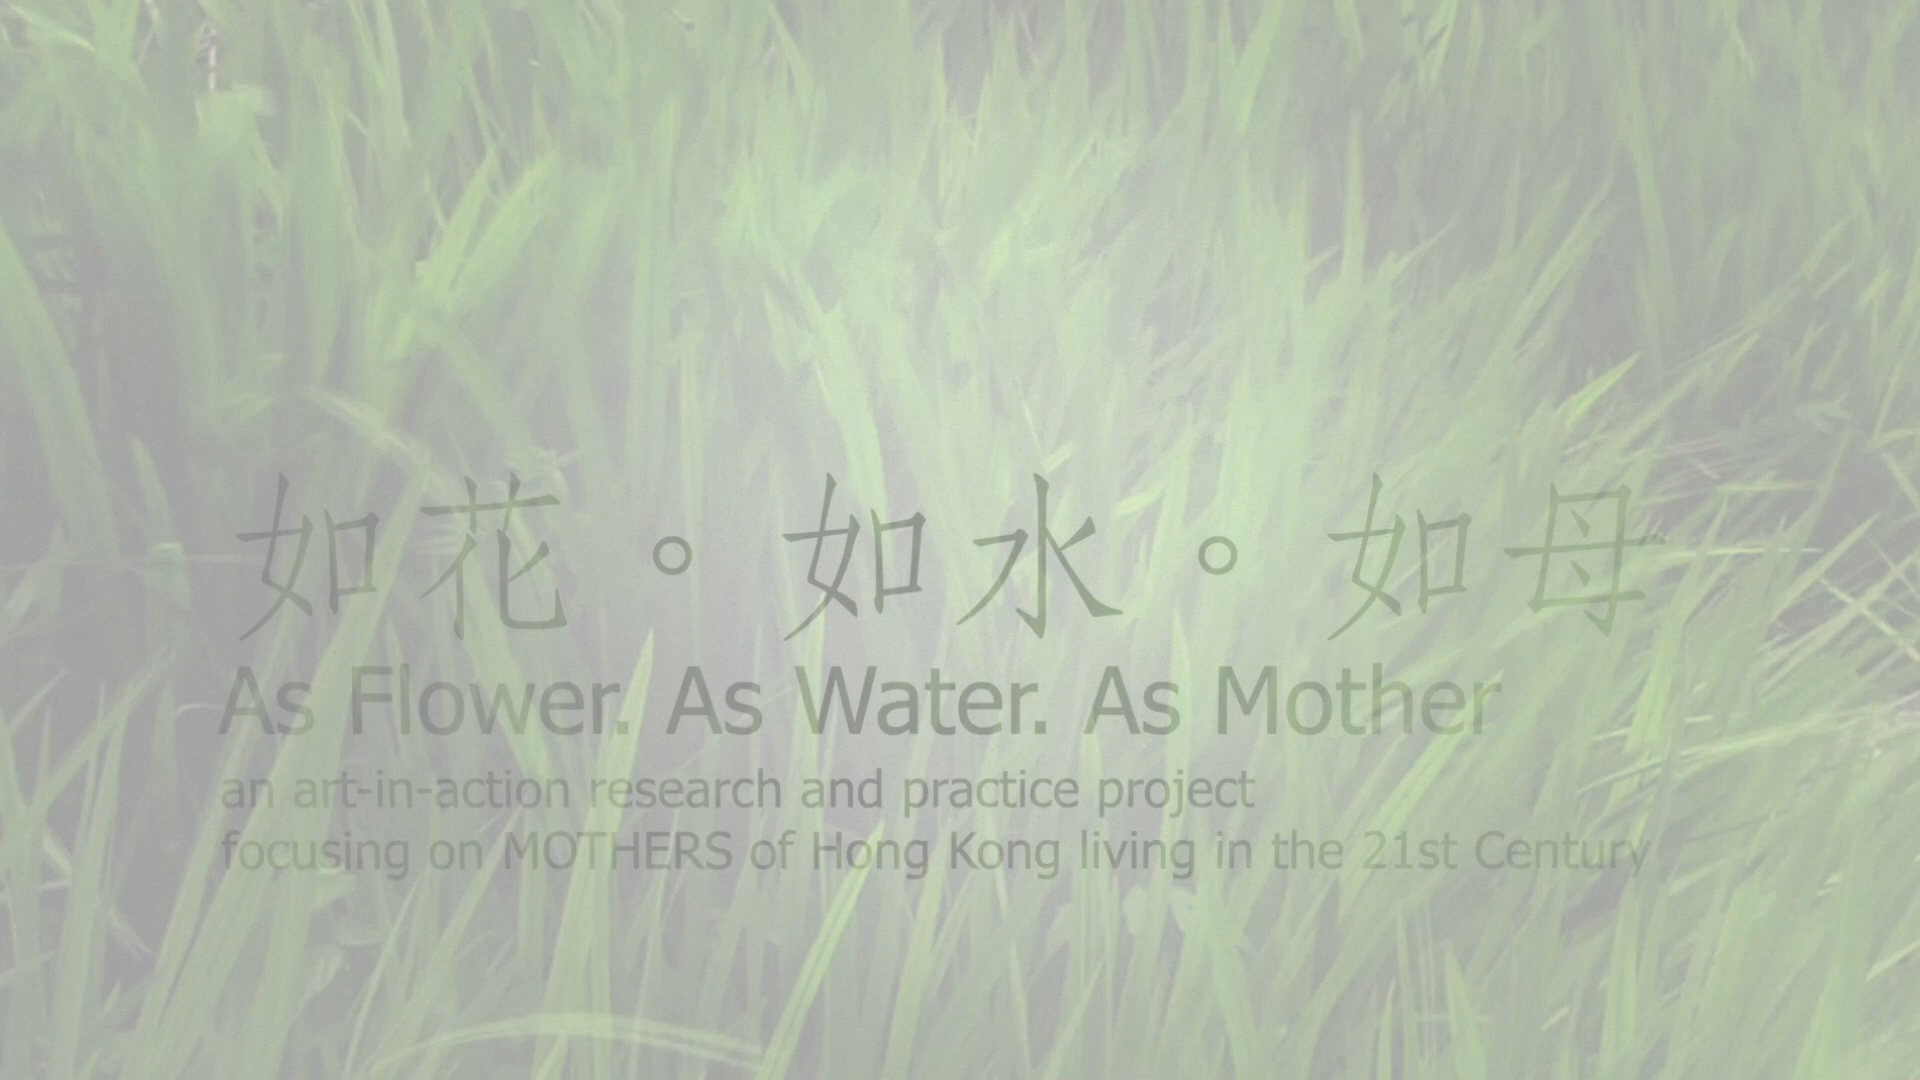 如花。如水。如母
As Flower. As Water. As Mother
an art-in-action research and practice project
focusing on MOTHERS of Hong Kong living in the 21st Century